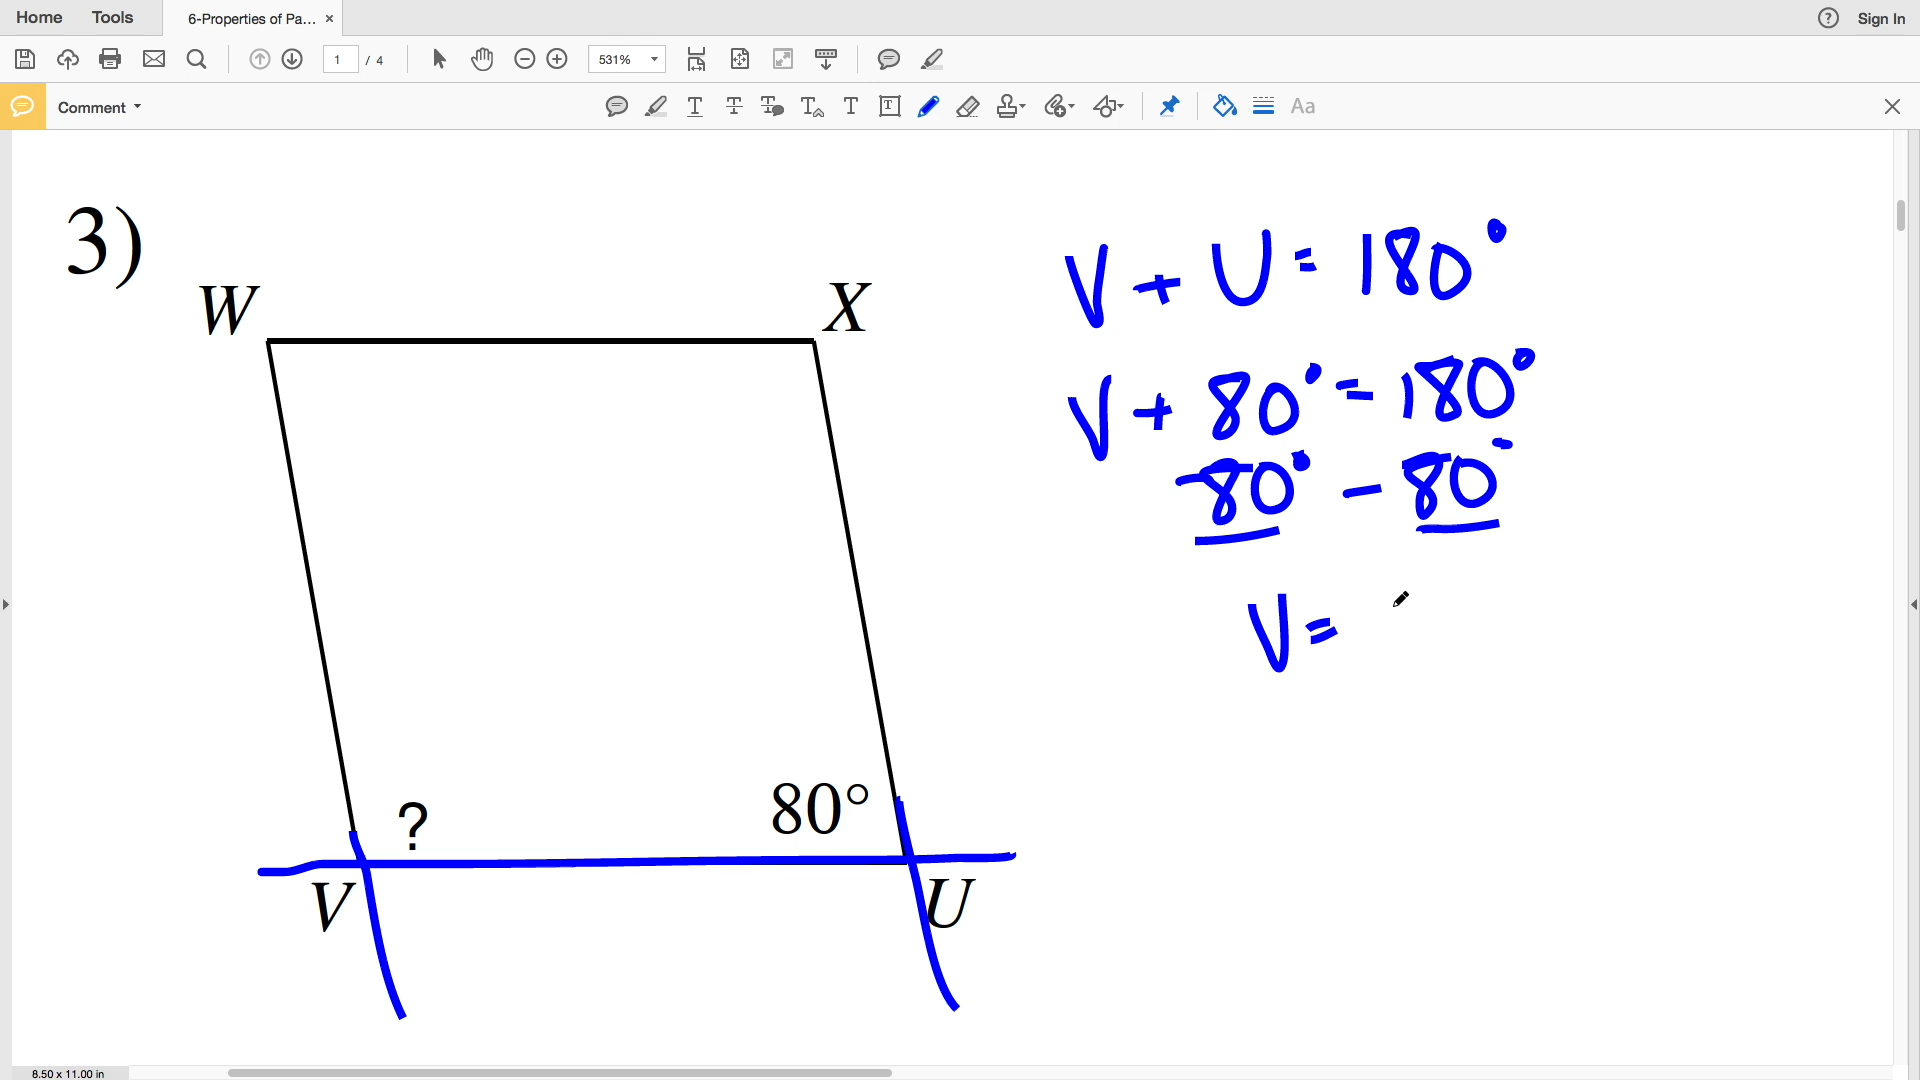 Home Tools 6-Properties of Pa... × ? Sign In
1 / 4 531%
Comment Aa
3)
W X
V + U = 180°
V + 80° = 180°
-80° - 80°
V =
? 80°
V U
8.50 x 11.00 in